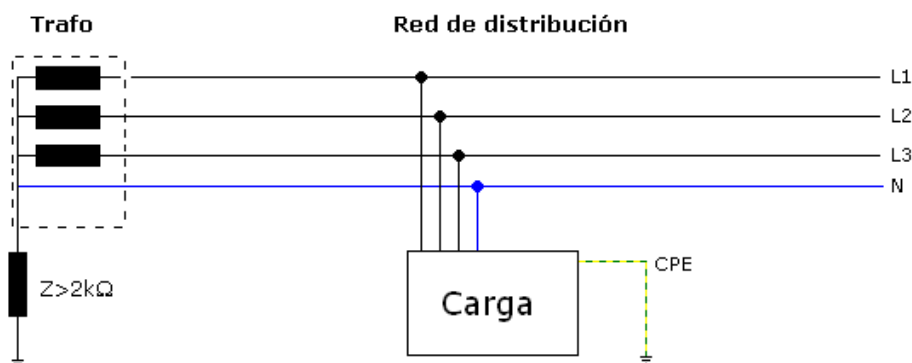 Trafo
Red de distribución
L1
L2
L3
N
Z>2kΩ
CPE
Carga